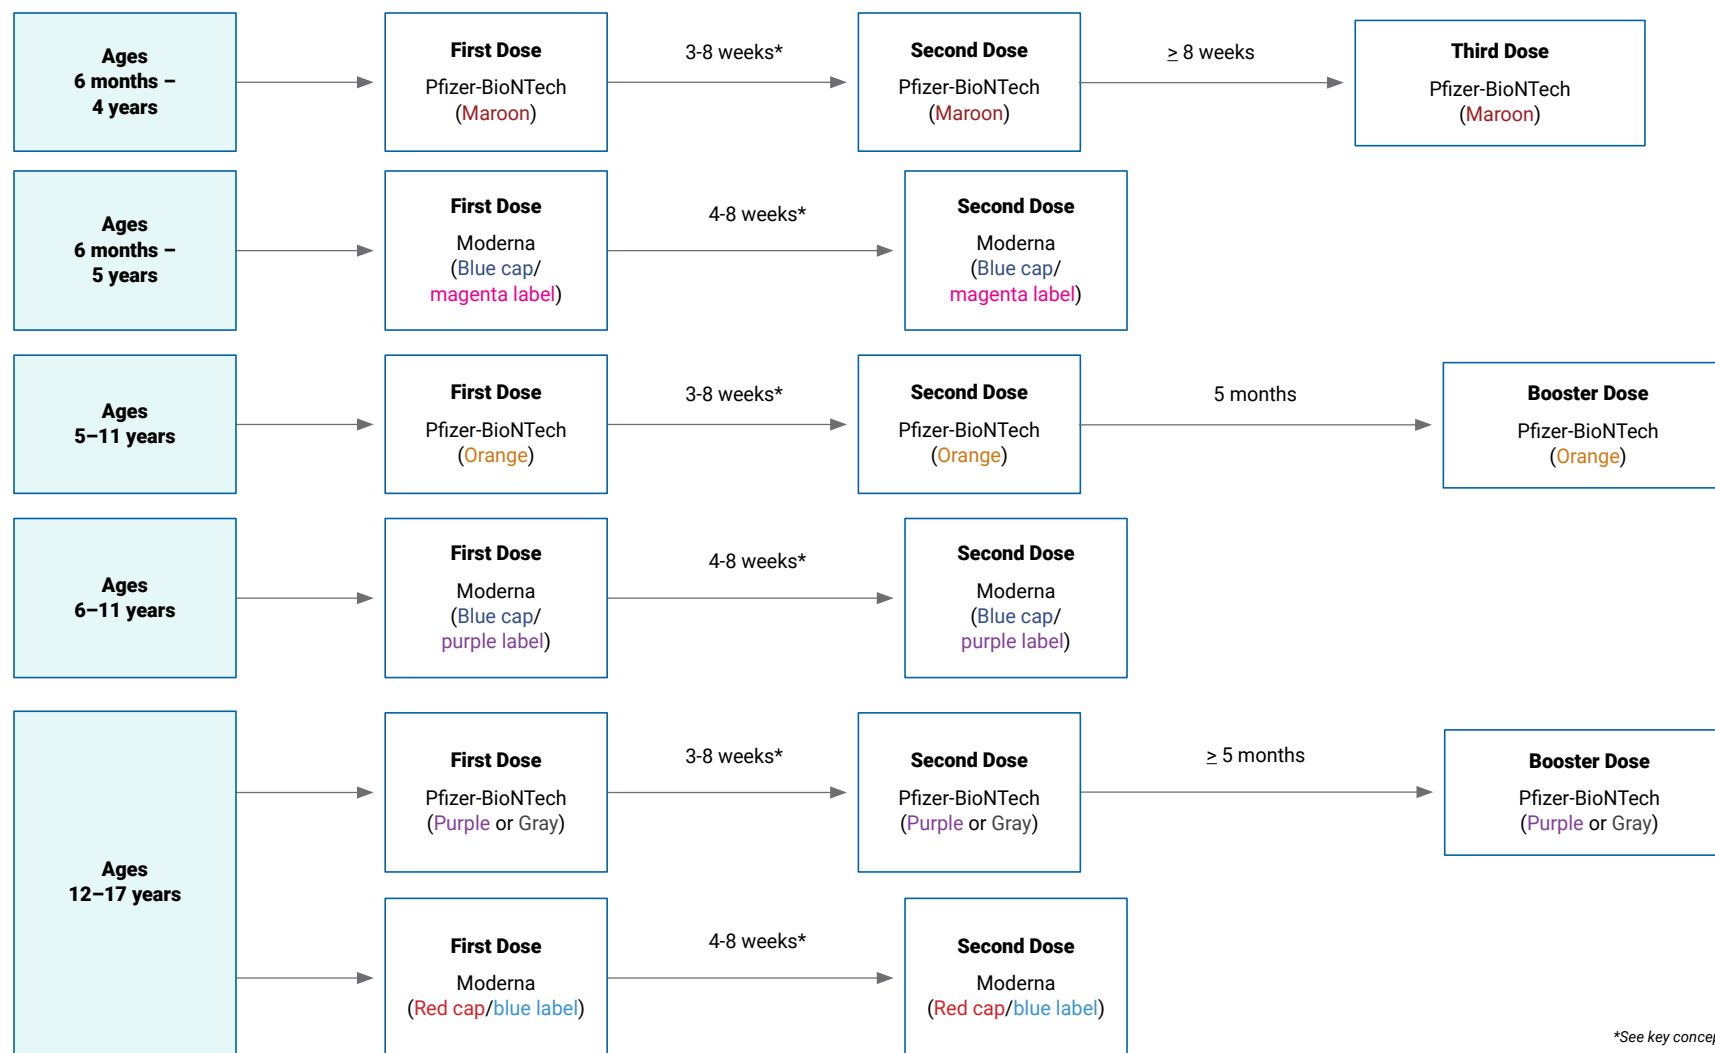 Ages
6 months –
4 years
First Dose
Pfizer-BioNTech
(Maroon)
3-8 weeks*
Second Dose
Pfizer-BioNTech
(Maroon)
≥ 8 weeks
Third Dose
Pfizer-BioNTech
(Maroon)
Ages
6 months –
5 years
First Dose
Moderna
(Blue cap/
magenta label)
4-8 weeks*
Second Dose
Moderna
(Blue cap/
magenta label)
Ages
5–11 years
First Dose
Pfizer-BioNTech
(Orange)
3-8 weeks*
Second Dose
Pfizer-BioNTech
(Orange)
5 months
Booster Dose
Pfizer-BioNTech
(Orange)
Ages
6–11 years
First Dose
Moderna
(Blue cap/
purple label)
4-8 weeks*
Second Dose
Moderna
(Blue cap/
purple label)
Ages
12–17 years
First Dose
Pfizer-BioNTech
(Purple or Gray)
3-8 weeks*
Second Dose
Pfizer-BioNTech
(Purple or Gray)
≥ 5 months
Booster Dose
Pfizer-BioNTech
(Purple or Gray)
First Dose
Moderna
(Red cap/blue label)
4-8 weeks*
Second Dose
Moderna
(Red cap/blue label)
*See key